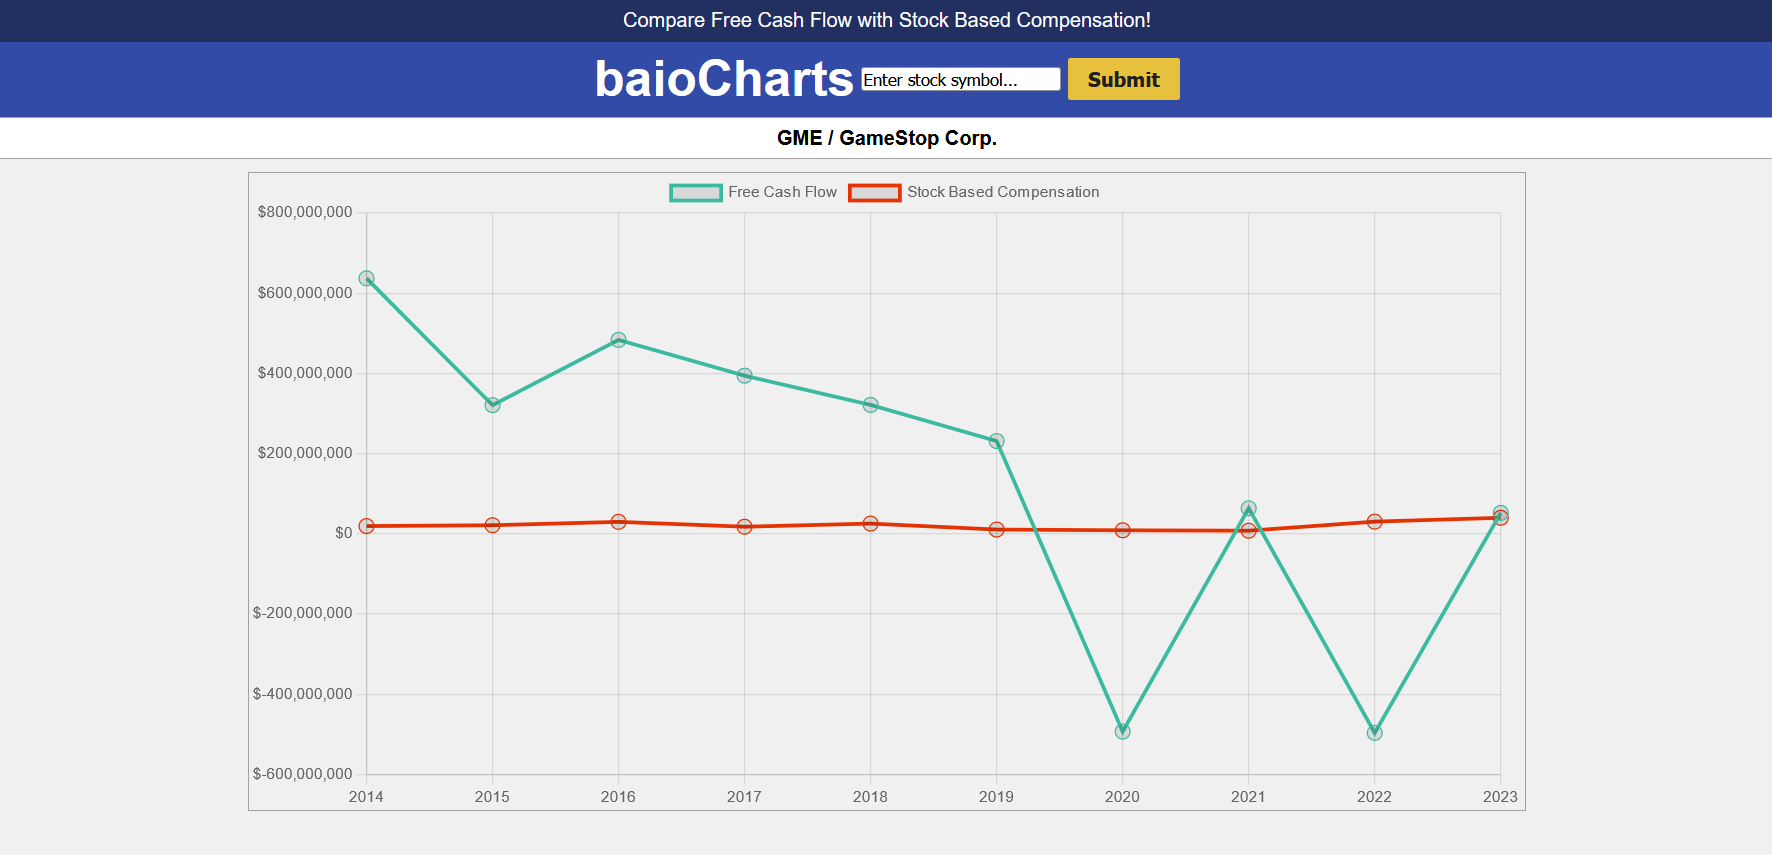 Compare Free Cash Flow with Stock Based Compensation!
baioCharts Enter stock symbol... Submit
GME / GameStop Corp.
Free Cash Flow Stock Based Compensation
$800,000,000
$600,000,000
$400,000,000
$200,000,000
$0
$-200,000,000
$-400,000,000
$-600,000,000
2014 2015 2016 2017 2018 2019 2020 2021 2022 2023